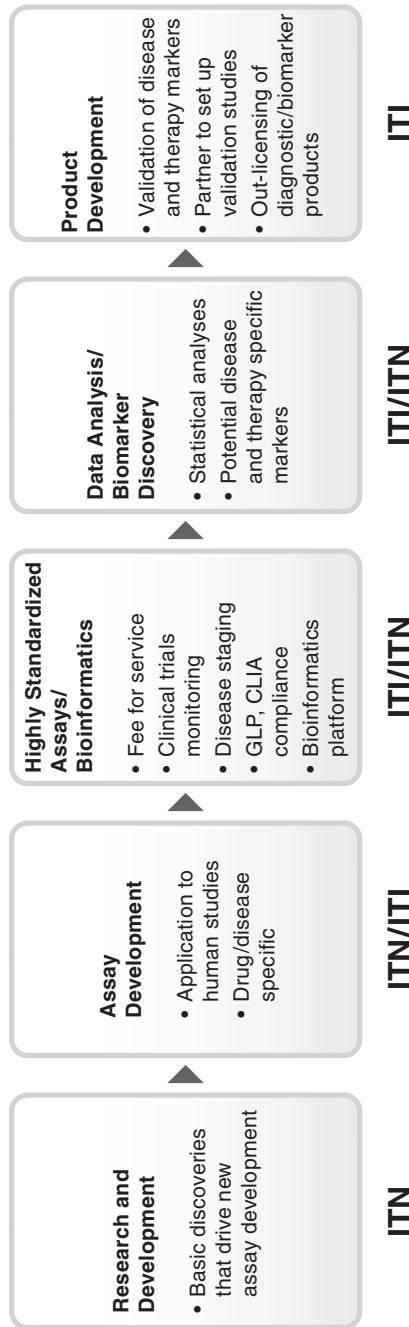 Research and
Development
• Basic discoveries
that drive new
assay development
ITN
Assay
Development
• Application to
human studies
• Drug/disease
specific
ITN/ITI
Highly Standardized
Assays/
Bioinformatics
• Fee for service
• Clinical trials
monitoring
• Disease staging
• GLP, CLIA
compliance
• Bioinformatics
platform
ITI/ITN
Data Analysis/
Biomarker
Discovery
• Statistical analyses
• Potential disease
and therapy specific
markers
ITI/ITN
Product
Development
• Validation of disease
and therapy markers
• Partner to set up
validation studies
• Out-licensing of
diagnostic/biomarker
products
ITI